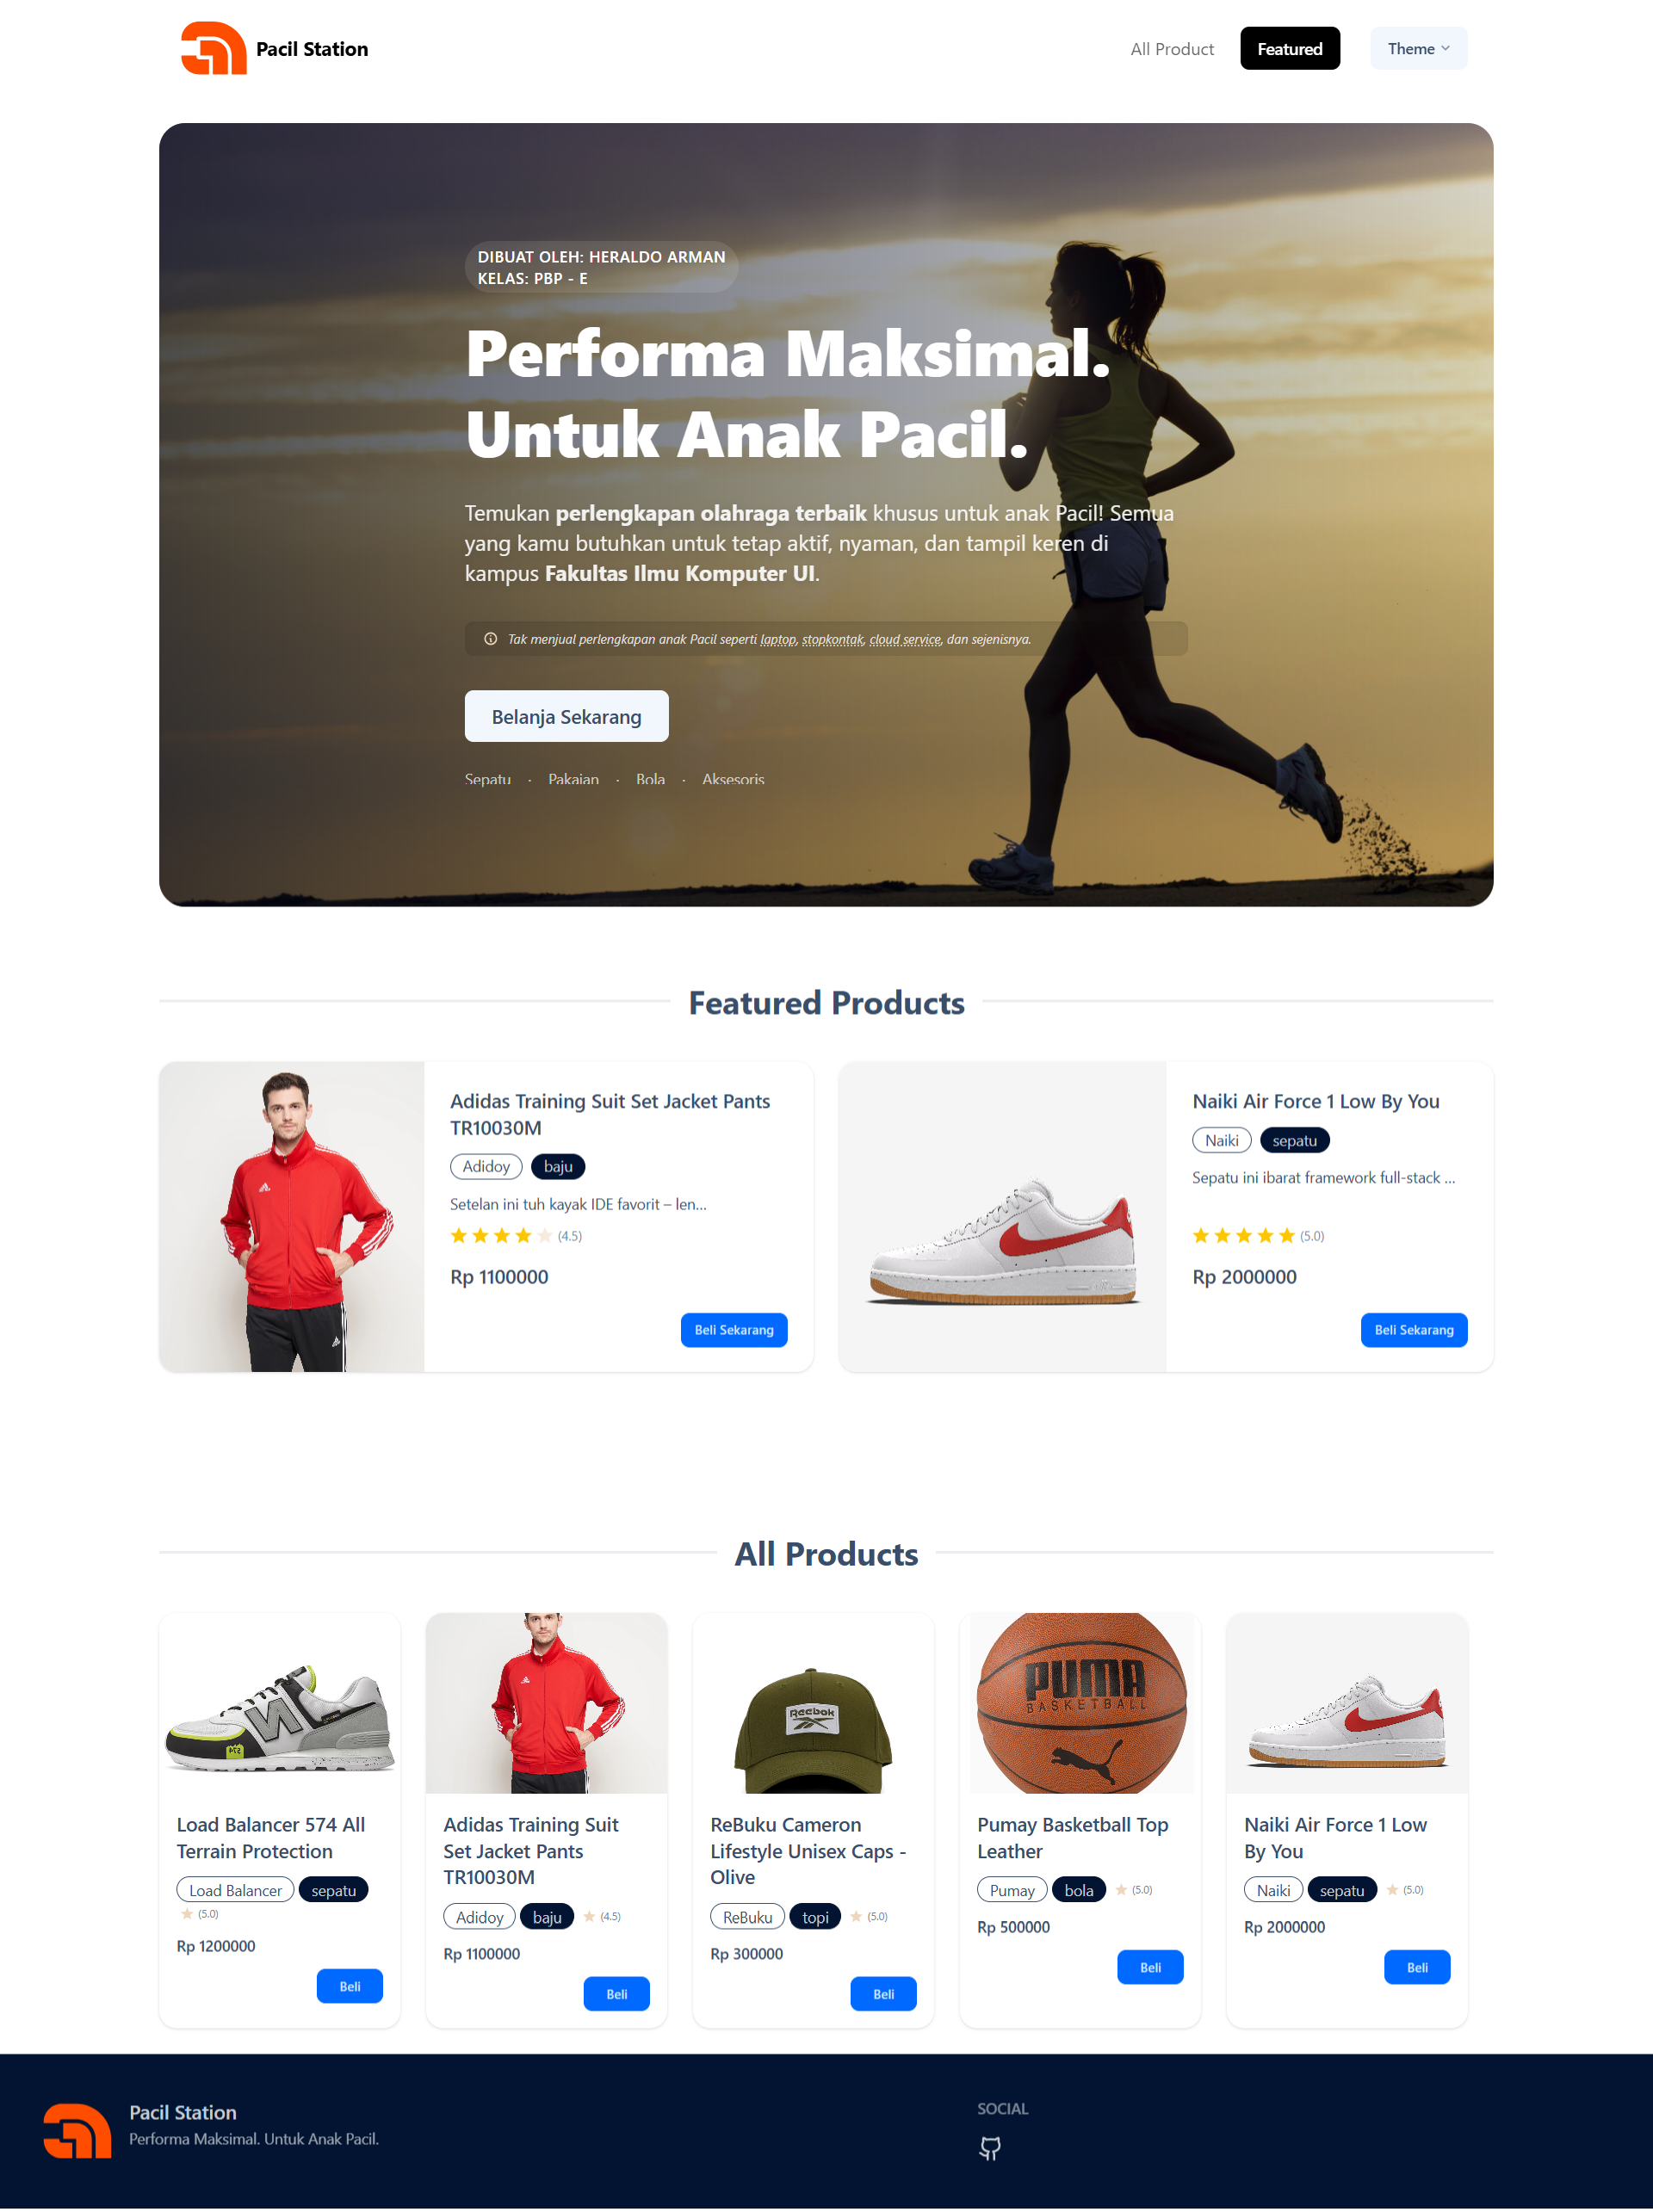 Pacil Station
All Product
Featured
Theme
DIBUAT OLEH: HERALDO ARMAN
KELAS: PBP - E
Performa Maksimal.
Untuk Anak Pacil.
Temukan perlengkapan olahraga terbaik khusus untuk anak Pacil! Semua
yang kamu butuhkan untuk tetap aktif, nyaman, dan tampil keren di
kampus Fakultas Ilmu Komputer UI.
Tak menjual perlengkapan anak Pacil seperti laptop, stopkontak, cloud service, dan sejenisnya.
Belanja Sekarang
Sepatu · Pakaian · Bola · Aksesoris
Featured Products
Adidas Training Suit Set Jacket Pants
TR10030M
Adidoy baju
Setelan ini tuh kayak IDE favorit – len...
(4.5)
Rp 1100000
Beli Sekarang
Naiki Air Force 1 Low By You
Naiki sepatu
Sepatu ini ibarat framework full-stack ...
(5.0)
Rp 2000000
Beli Sekarang
All Products
Load Balancer 574 All
Terrain Protection
Load Balancer sepatu
(5.0)
Rp 1200000
Beli
Adidas Training Suit
Set Jacket Pants
TR10030M
Adidoy baju (4.5)
Rp 1100000
Beli
Reebok
ReBuku Cameron
Lifestyle Unisex Caps -
Olive
ReBuku topi (5.0)
Rp 300000
Beli
PUMA
BASKETBALL
Pumay Basketball Top
Leather
Pumay bola (5.0)
Rp 500000
Beli
Naiki Air Force 1 Low
By You
Naiki sepatu (5.0)
Rp 2000000
Beli
Pacil Station
Performa Maksimal. Untuk Anak Pacil.
SOCIAL